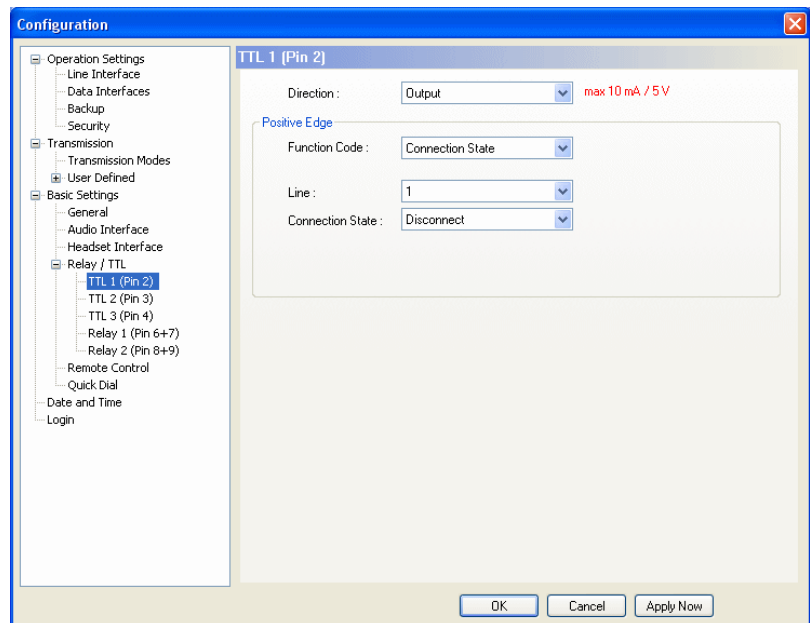 Configuration
Operation Settings
Line Interface
Data Interfaces
Backup
Security
Transmission
Transmission Modes
User Defined
Basic Settings
General
Audio Interface
Headset Interface
Relay / TTL
TTL 1 (Pin 2)
TTL 2 (Pin 3)
TTL 3 (Pin 4)
Relay 1 (Pin 6+7)
Relay 2 (Pin 8+9)
Remote Control
Quick Dial
Date and Time
Login
TTL 1 (Pin 2)
Direction : Output max 10 mA / 5 V
Positive Edge
Function Code : Connection State
Line : 1
Connection State : Disconnect
OK Cancel Apply Now